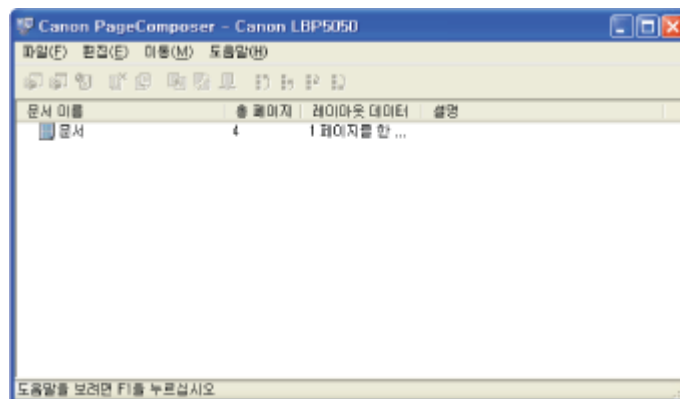 Canon PageComposer - Canon LBP5050
파일(F) 편집(E) 이동(M) 도움말(H)
문서 이름 총 페이지 레이아웃 데이터 설명
문서 4 1 페이지를 한 ...
도움말을 보려면 F1을 누르십시오